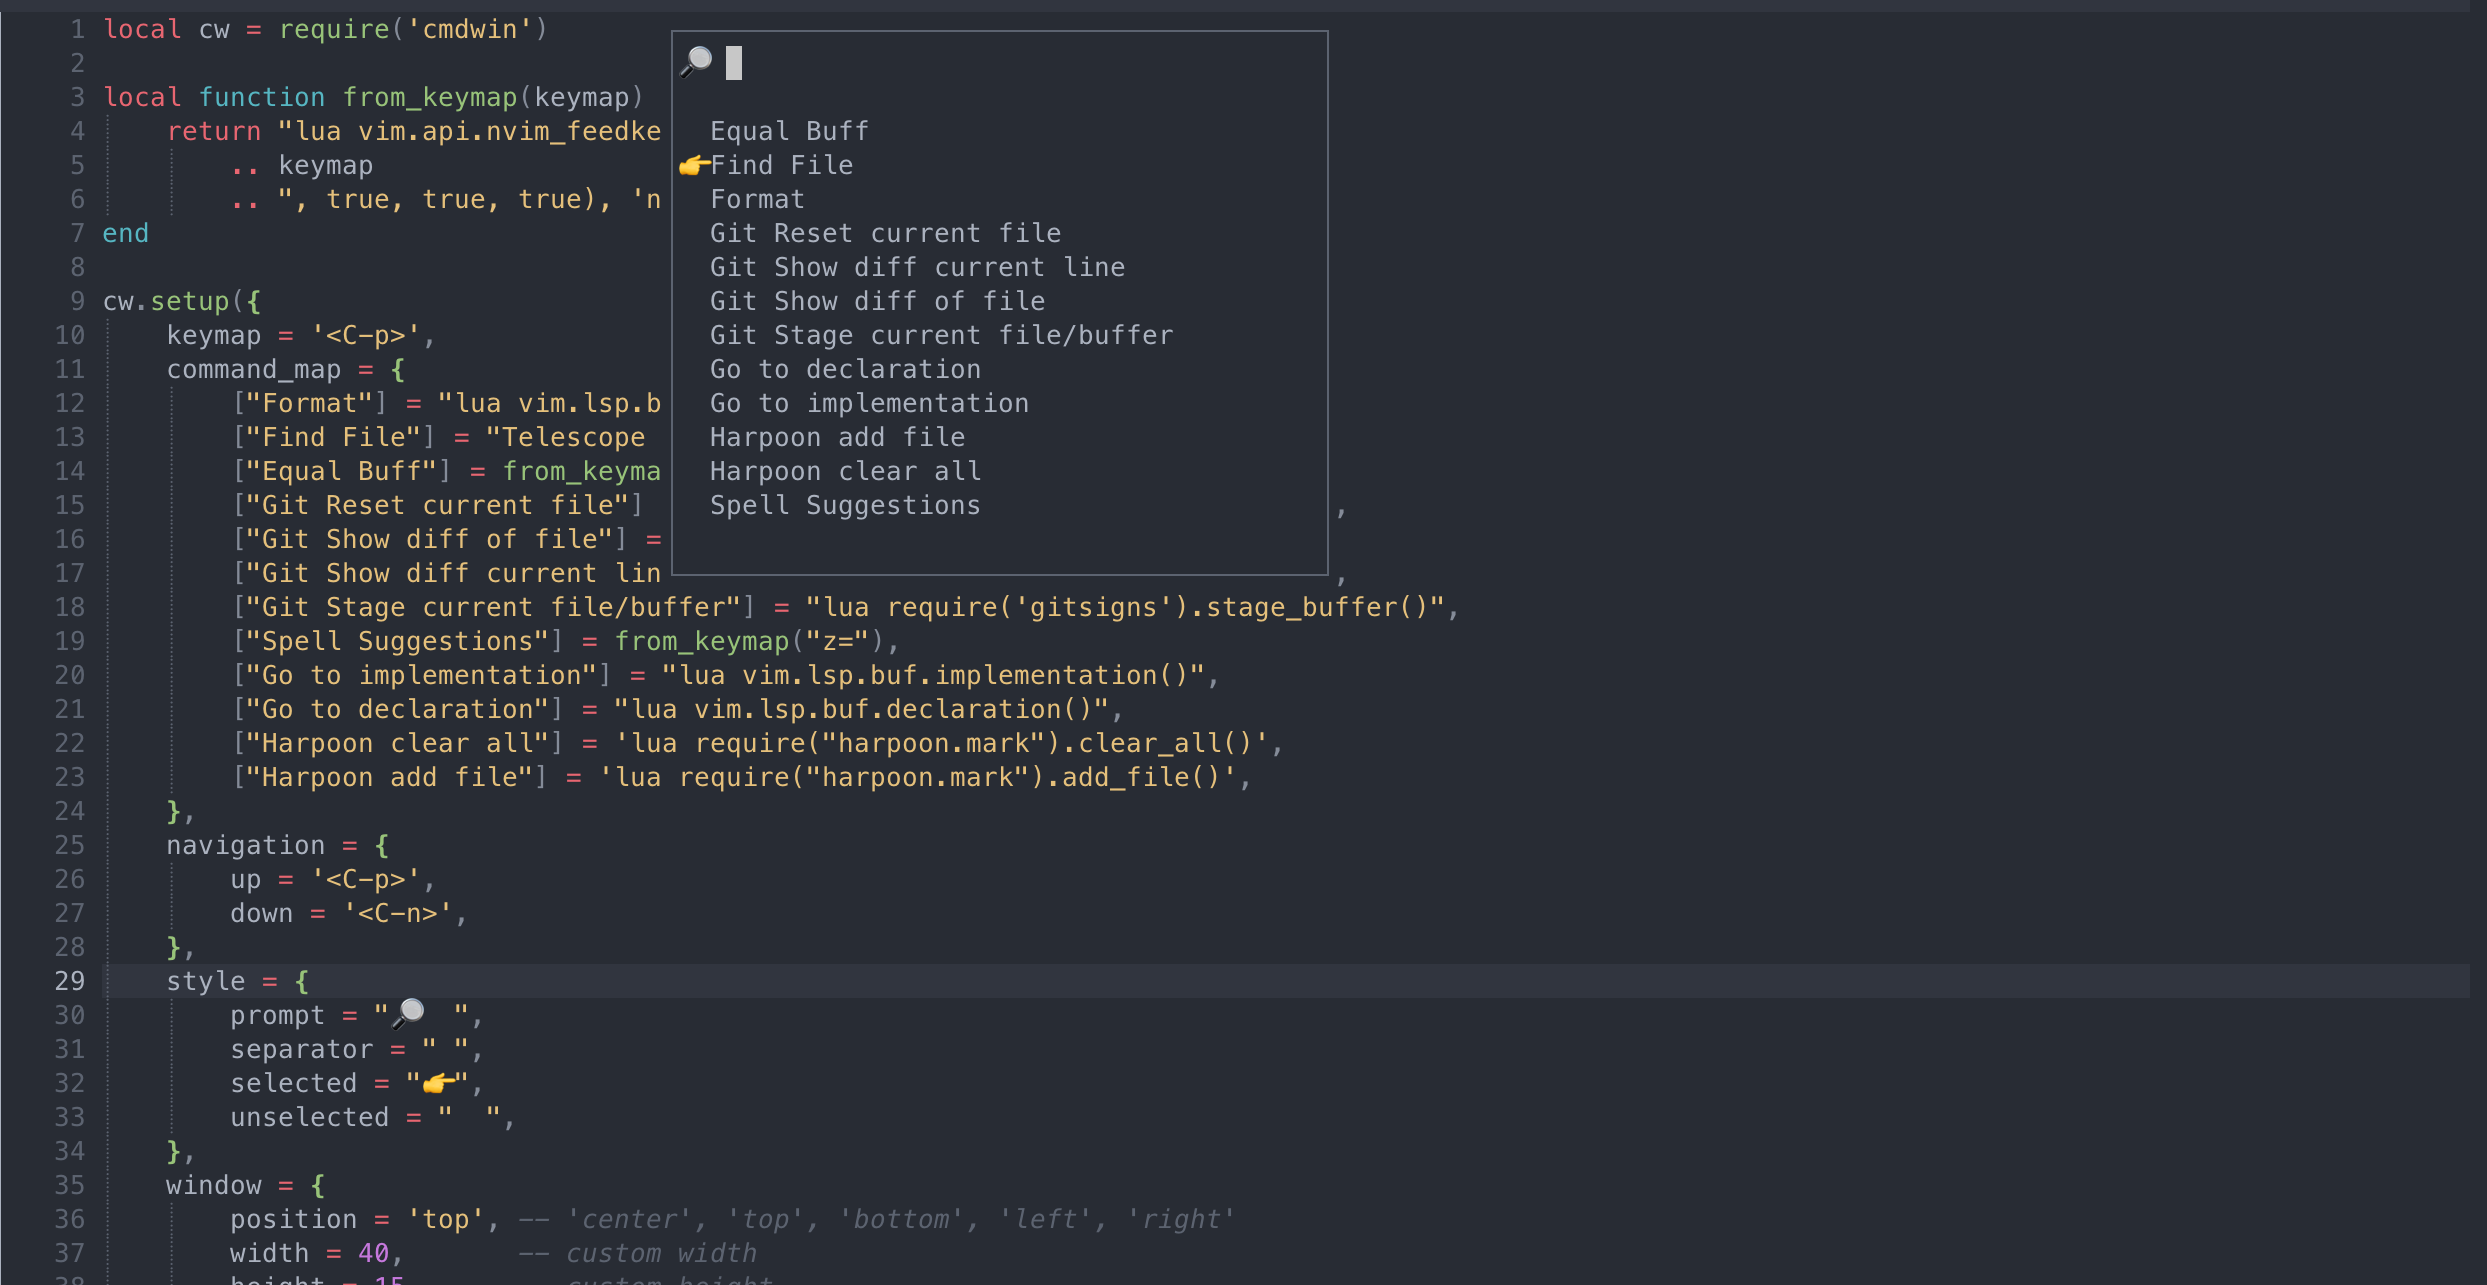 1 local cw = require('cmdwin')
2
3 local function from_keymap(keymap)
4 return "lua vim.api.nvim_feedke
5 .. keymap
6 .. ", true, true, true), 'n
7 end
8
9 cw.setup({
10 keymap = '<C-p>',
11 command_map = {
12 ["Format"] = "lua vim.lsp.b
13 ["Find File"] = "Telescope
14 ["Equal Buff"] = from_keyma
15 ["Git Reset current file"] ,
16 ["Git Show diff of file"] =
17 ["Git Show diff current lin ,
Equal Buff
👉Find File
Format
Git Reset current file
Git Show diff current line
Git Show diff of file
Git Stage current file/buffer
Go to declaration
Go to implementation
Harpoon add file
Harpoon clear all
Spell Suggestions
18 ["Git Stage current file/buffer"] = "lua require('gitsigns').stage_buffer()",
19 ["Spell Suggestions"] = from_keymap("z="),
20 ["Go to implementation"] = "lua vim.lsp.buf.implementation()",
21 ["Go to declaration"] = "lua vim.lsp.buf.declaration()",
22 ["Harpoon clear all"] = 'lua require("harpoon.mark").clear_all()',
23 ["Harpoon add file"] = 'lua require("harpoon.mark").add_file()',
24 },
25 navigation = {
26 up = '<C-p>',
27 down = '<C-n>',
28 },
29 style = {
30 prompt = "🔎 ",
31 separator = " ",
32 selected = "👉",
33 unselected = "  ",
34 },
35 window = {
36 position = 'top', -- 'center', 'top', 'bottom', 'left', 'right'
37 width = 40, -- custom width
38 height = 15 custom height